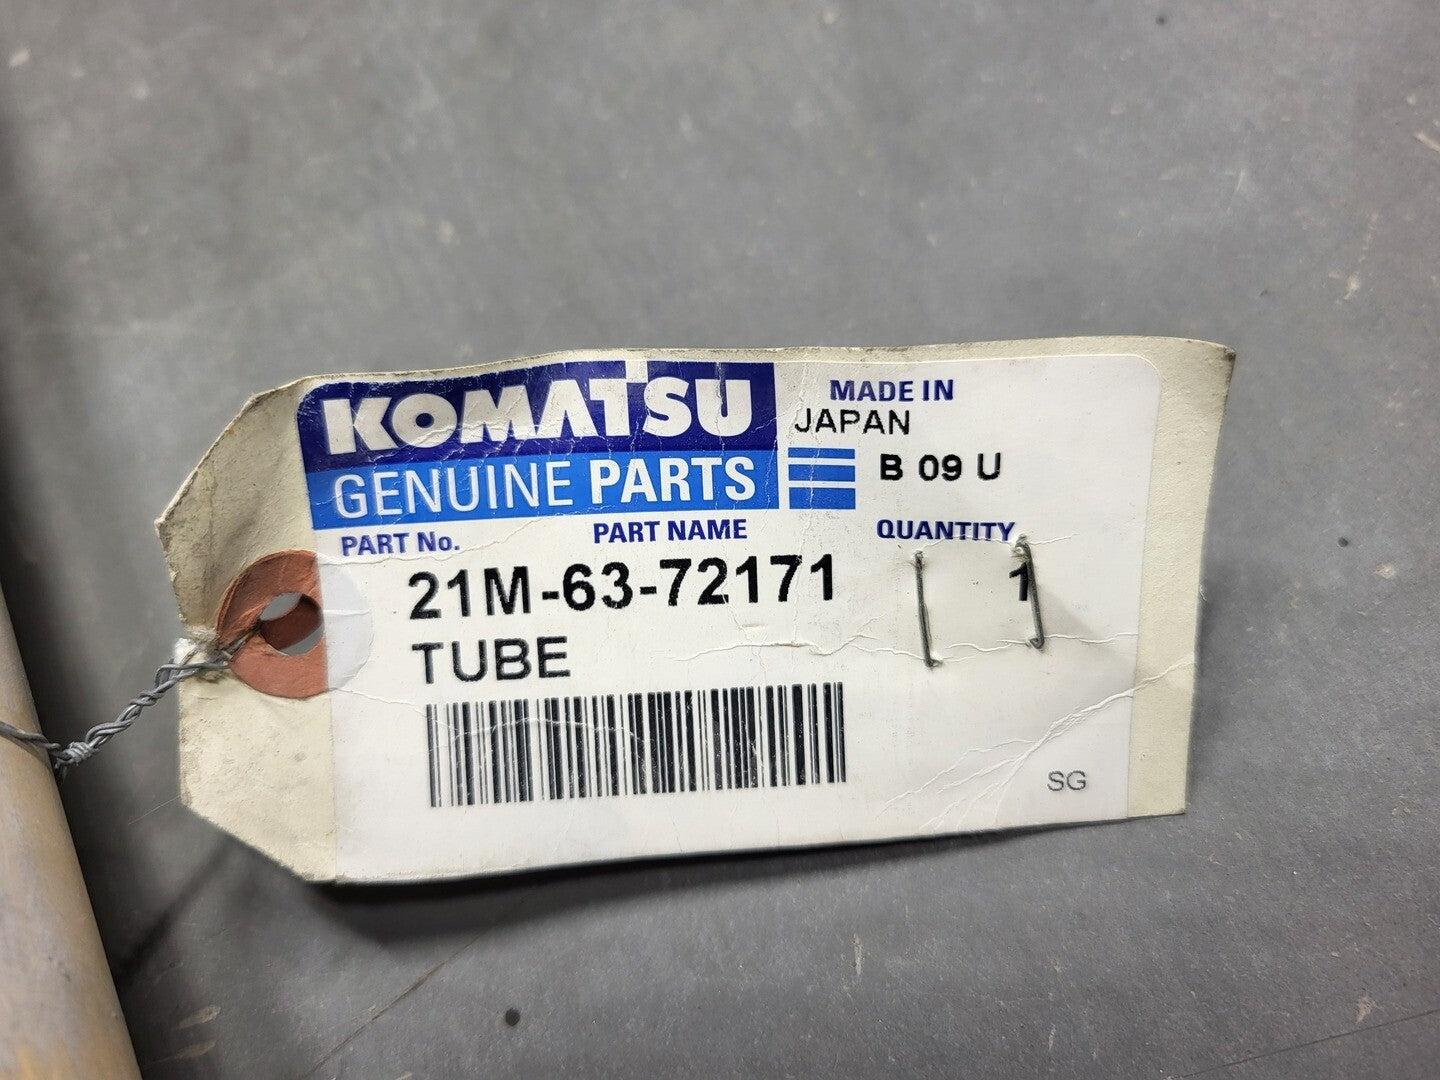 KOMATSU
GENUINE PARTS
MADE IN
JAPAN
B 09 U
PART No.
PART NAME
QUANTITY
21M-63-72171
1
TUBE
SG